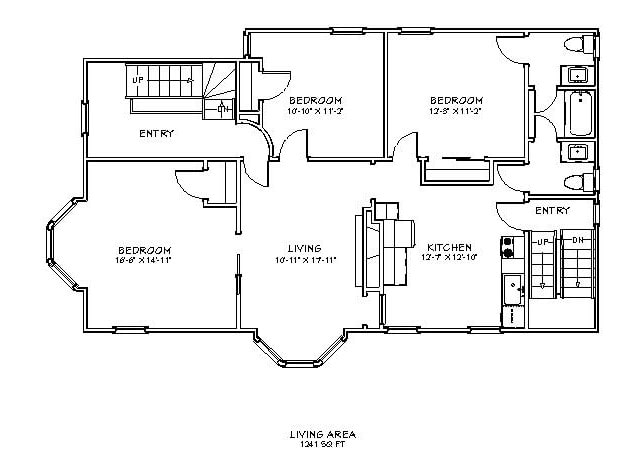 UP
DN
ENTRY
BEDROOM
10'-10" X 11'-2"
BEDROOM
12'-8" X 11'-2"
BEDROOM
16'-6" X 14'-11"
LIVING
10'-11" X 17'-11"
KITCHEN
12'-7" X 12'-10"
ENTRY
UP
DN
LIVING AREA
1241 SQ FT